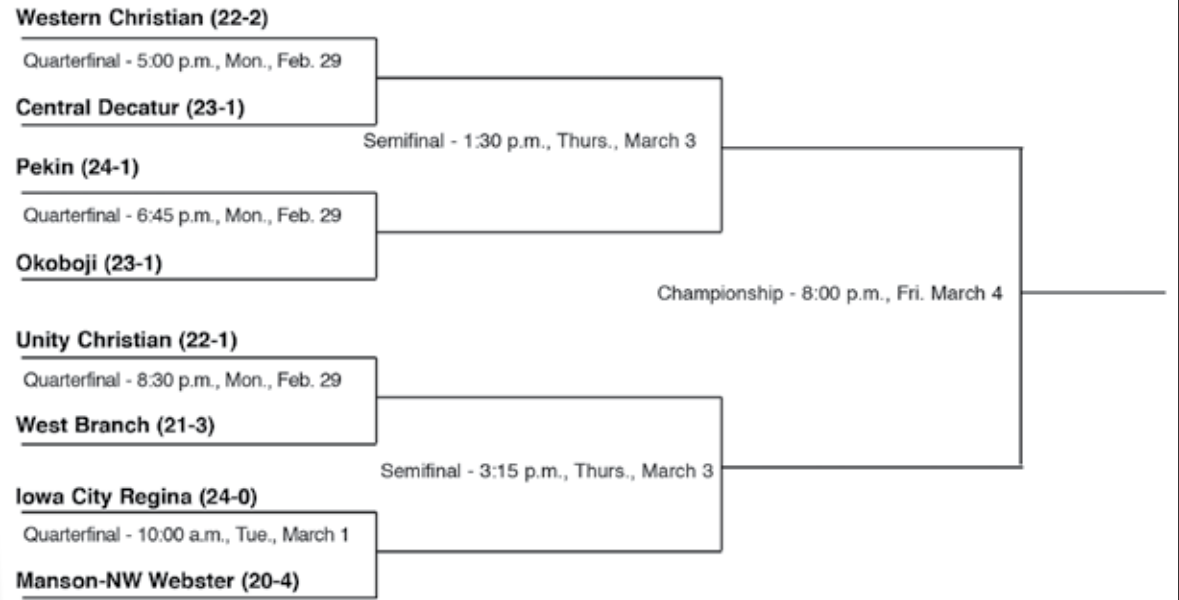 Western Christian (22-2)
Quarterfinal - 5:00 p.m., Mon., Feb. 29
Central Decatur (23-1)
Semifinal - 1:30 p.m., Thurs., March 3
Pekin (24-1)
Quarterfinal - 6:45 p.m., Mon., Feb. 29
Okoboji (23-1)
Championship - 8:00 p.m., Fri. March 4
Unity Christian (22-1)
Quarterfinal - 8:30 p.m., Mon., Feb. 29
West Branch (21-3)
Semifinal - 3:15 p.m., Thurs., March 3
Iowa City Regina (24-0)
Quarterfinal - 10:00 a.m., Tue., March 1
Manson-NW Webster (20-4)